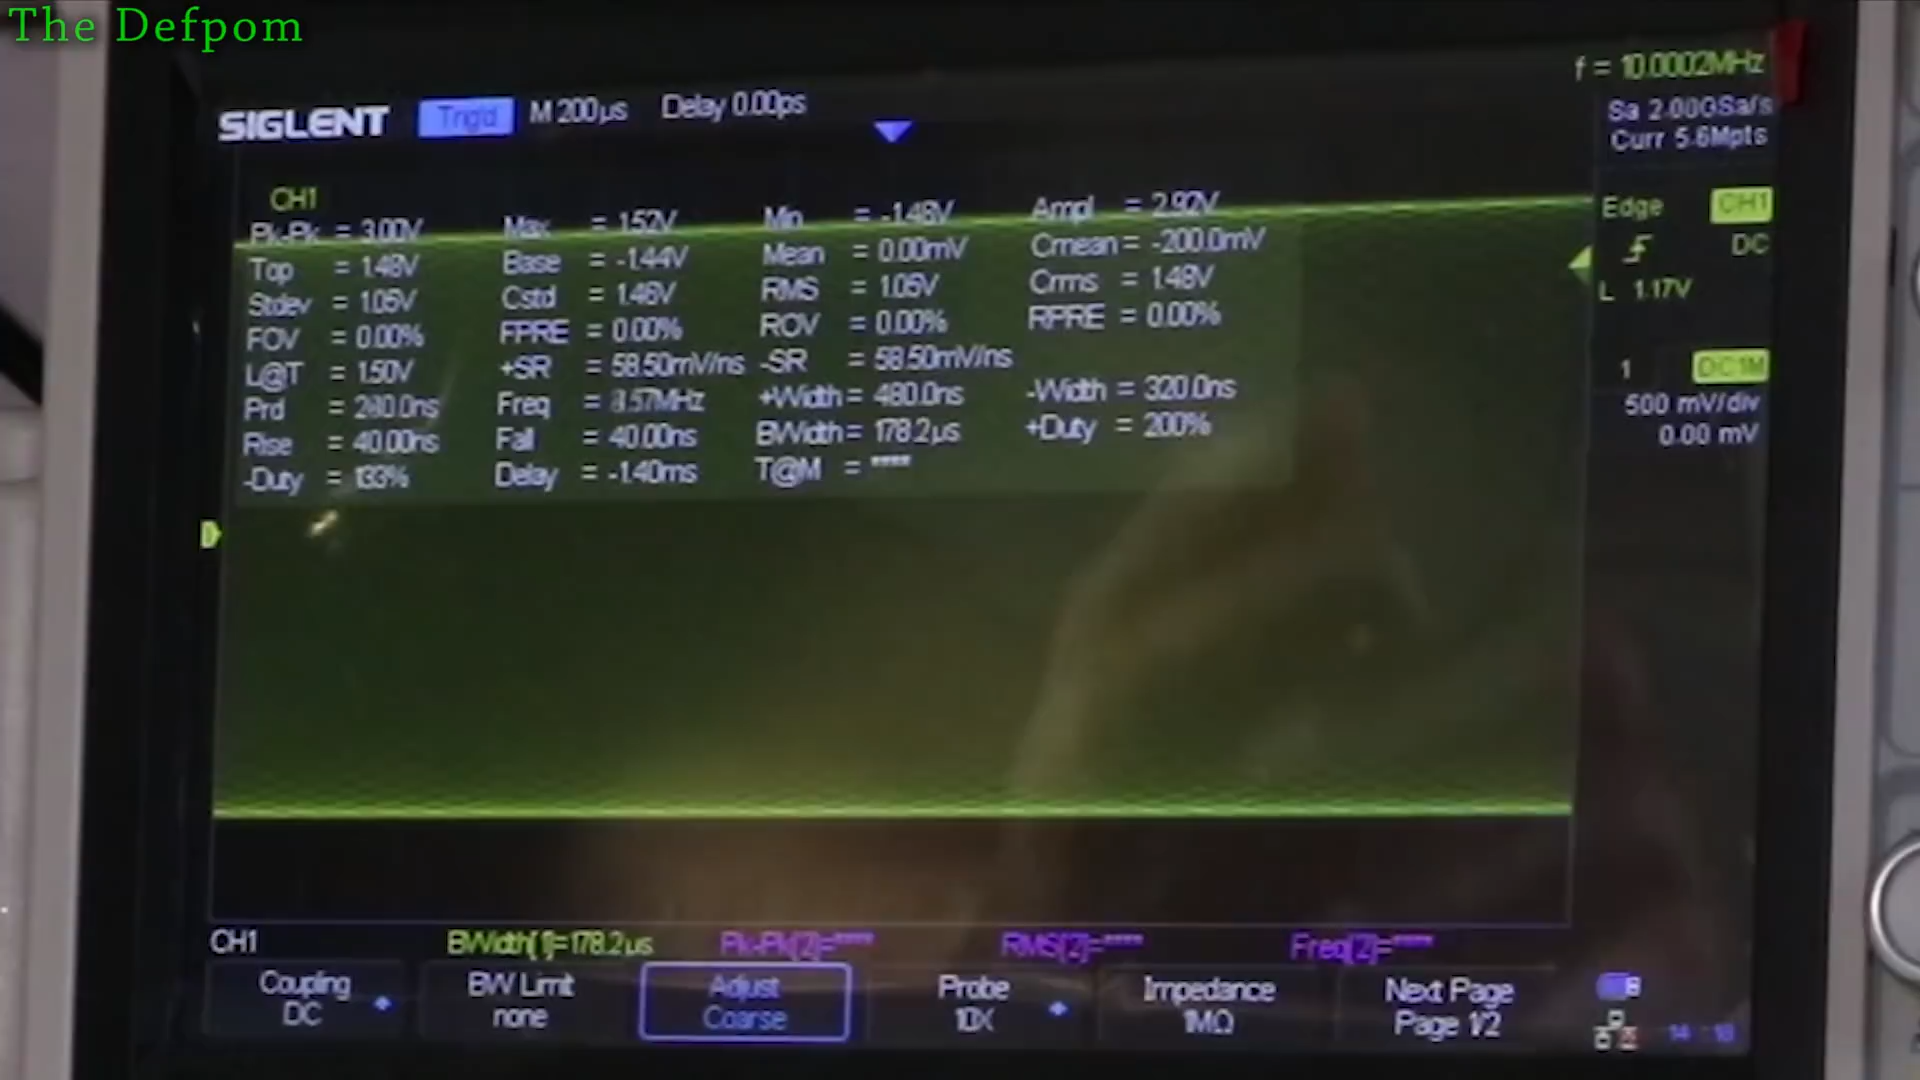 The Defpom
f = 10.0002MHz
SIGLENT Trig'd M 200µs Delay 0.00ps
Sa 2.00GSa/s
Curr 5.6Mpts
CH1
Pk-Pk = 3.00V Max = 1.52V Min = -1.48V Ampl = 2.92V
Top = 1.48V Base = -1.44V Mean = 0.00mV Cmean = -200.0mV
Stdev = 1.05V Cstd = 1.46V RMS = 1.05V Crms = 1.48V
FOV = 0.00% FPRE = 0.00% ROV = 0.00% RPRE = 0.00%
L@T = 1.50V +SR = 58.50mV/ns -SR = 58.50mV/ns
Prd = ns Freq = MHz +Width = 480.0ns -Width = 320.0ns
Rise = 40.00ns Fall = 40.00ns BWidth = 178.2µs +Duty = 200%
-Duty = 133% Delay = -1.40ms T@M = ****
Edge CH1
DC
L 1.17V
1 DC1M
500 mV/div
0.00 mV
CH1 BWidth[1]=178.2µs Pk-Pk[2]=**** RMS[2]=**** Freq[2]=****
Coupling
DC
BW Limit
none
Adjust
Coarse
Probe
10X
Impedance
1MΩ
Next Page
Page 1/2
14 : 18